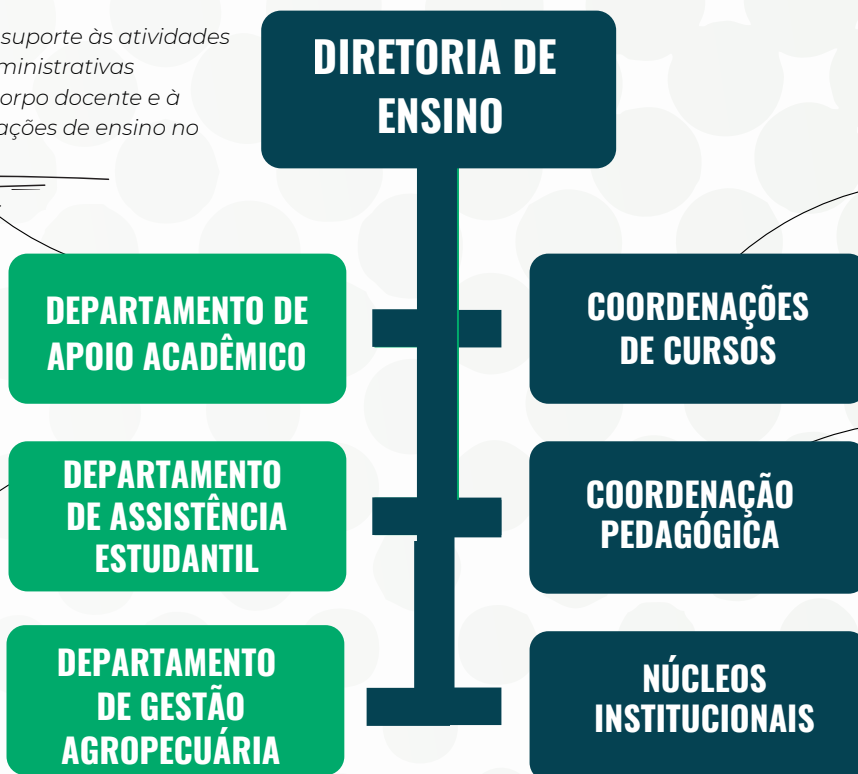 suporte às atividades
ministrativas
orpo docente e à
ações de ensino no
DIRETORIA DE
ENSINO
DEPARTAMENTO DE
APOIO ACADÊMICO
COORDENAÇÕES
DE CURSOS
DEPARTAMENTO
DE ASSISTÊNCIA
ESTUDANTIL
COORDENAÇÃO
PEDAGÓGICA
DEPARTAMENTO
DE GESTÃO
AGROPECUÁRIA
NÚCLEOS
INSTITUCIONAIS